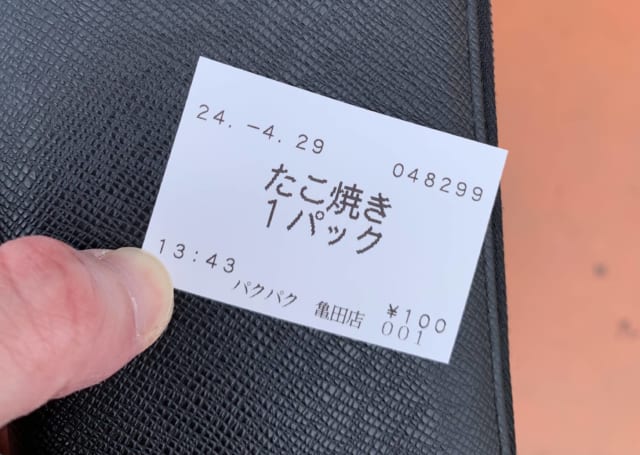 24.-4.29 048299
たこ焼き
1パック
13:43 ¥100
パクパク 亀田店 001